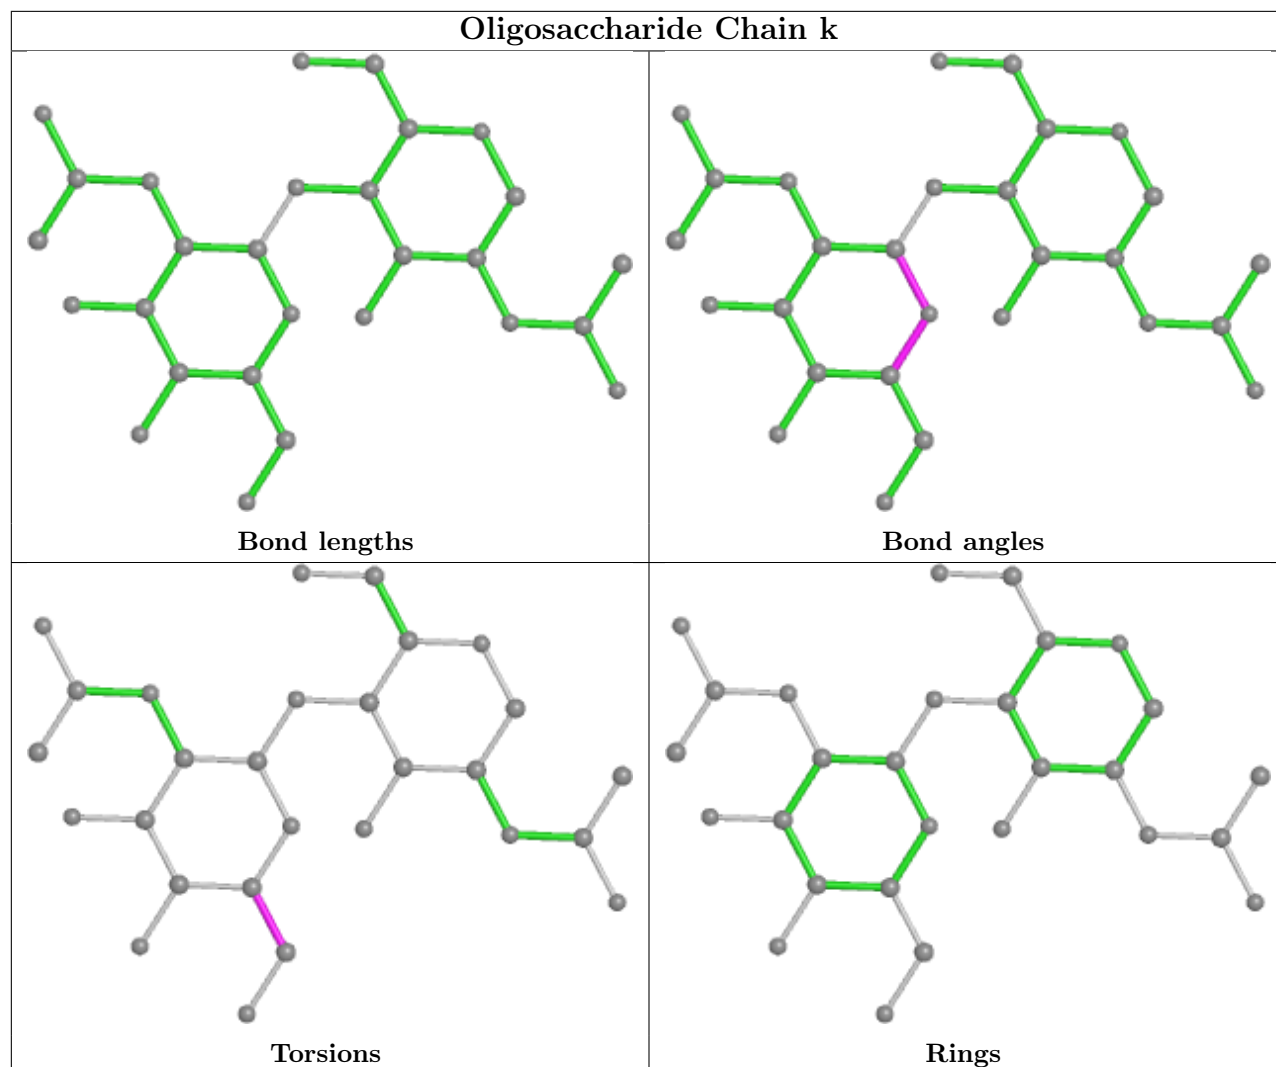 Oligosaccharide Chain k
Bond lengths
Bond angles
Torsions
Rings